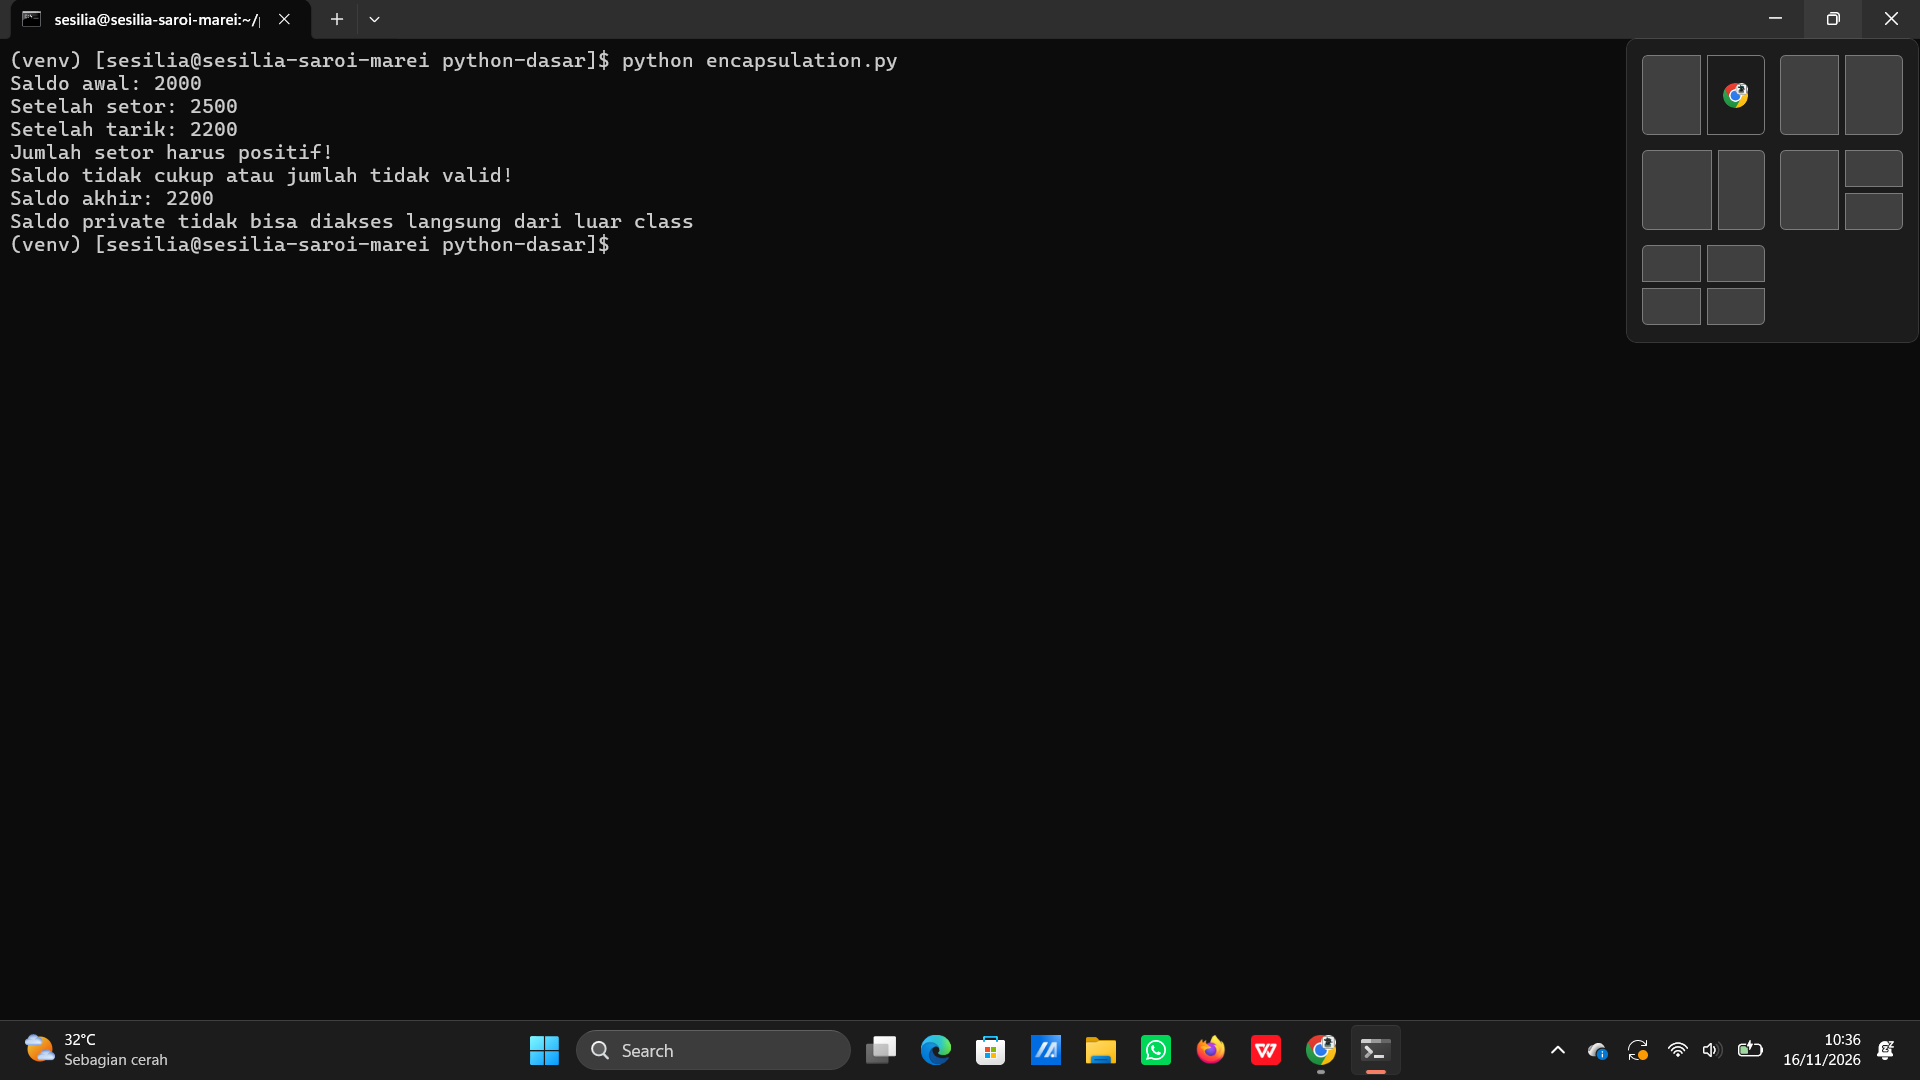 sesilia@sesilia-saroi-marei:~/
(venv) [sesilia@sesilia-saroi-marei python-dasar]$ python encapsulation.py
Saldo awal: 2000
Setelah setor: 2500
Setelah tarik: 2200
Jumlah setor harus positif!
Saldo tidak cukup atau jumlah tidak valid!
Saldo akhir: 2200
Saldo private tidak bisa diakses langsung dari luar class
(venv) [sesilia@sesilia-saroi-marei python-dasar]$
32°C
Sebagian cerah
Search
10:36
16/11/2026